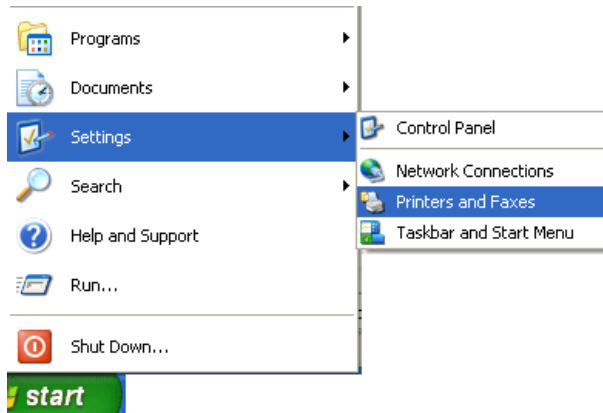 Programs
Documents
Settings
Search
Help and Support
Run...
Shut Down...
start
Control Panel
Network Connections
Printers and Faxes
Taskbar and Start Menu